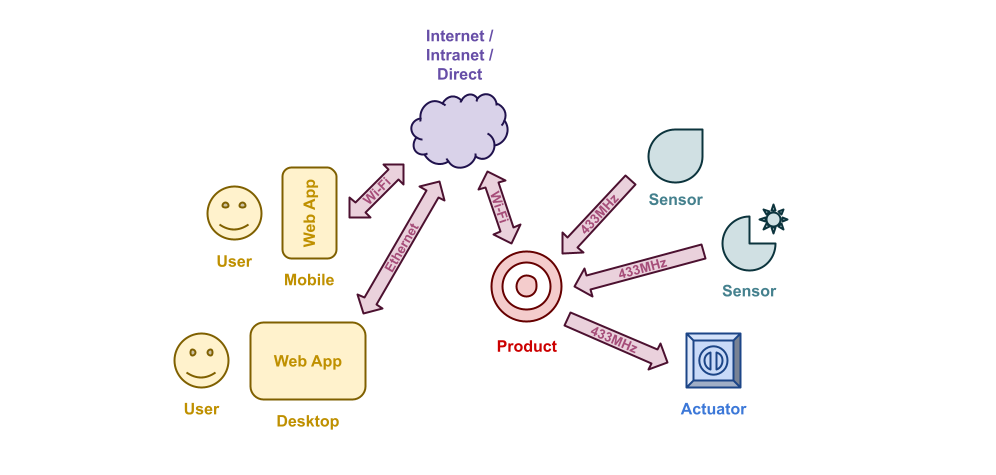 Internet /
Intranet /
Direct
Web App
Wi-Fi
Wi-Fi
433MHz
Sensor
User
Mobile
Ethernet
433MHz
Sensor
Product
433MHz
Web App
User
Desktop
Actuator